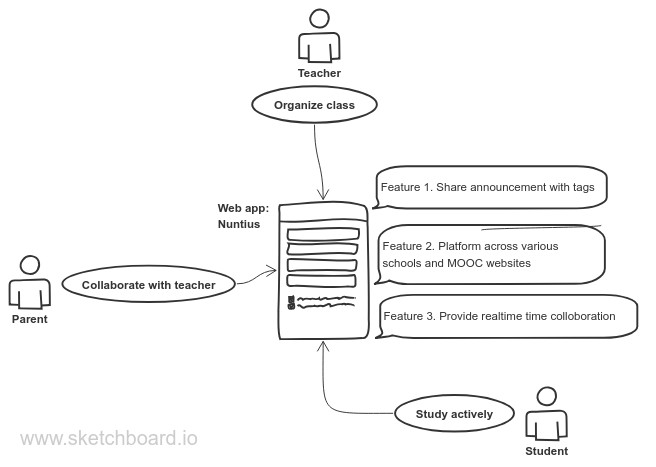 Teacher
Organize class
Feature 1. Share announcement with tags
Web app:
Nuntius
Feature 2. Platform across various
schools and MOOC websites
Parent
Collaborate with teacher
Feature 3. Provide realtime time colloboration
Study actively
Student
www.sketchboard.io